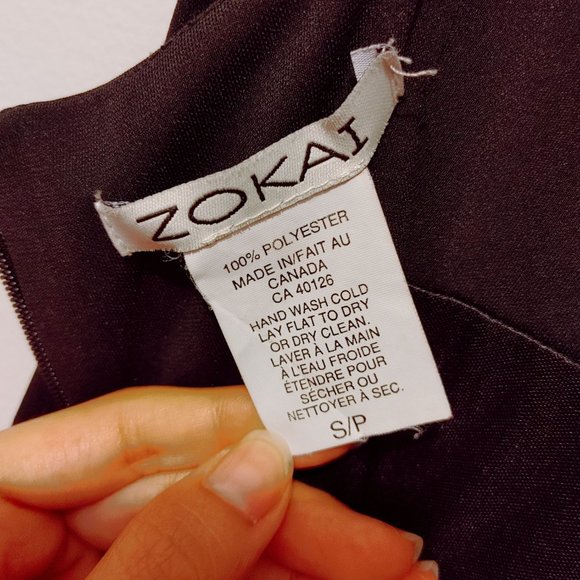 ZOKAI
100% POLYESTER
MADE IN/FAIT AU
CANADA
CA 40126
HAND WASH COLD
LAY FLAT TO DRY
OR DRY CLEAN.
LAVER À LA MAIN
À L'EAU FROIDE
ÉTENDRE POUR
SÉCHER OU
NETTOYER À SEC.
S/P